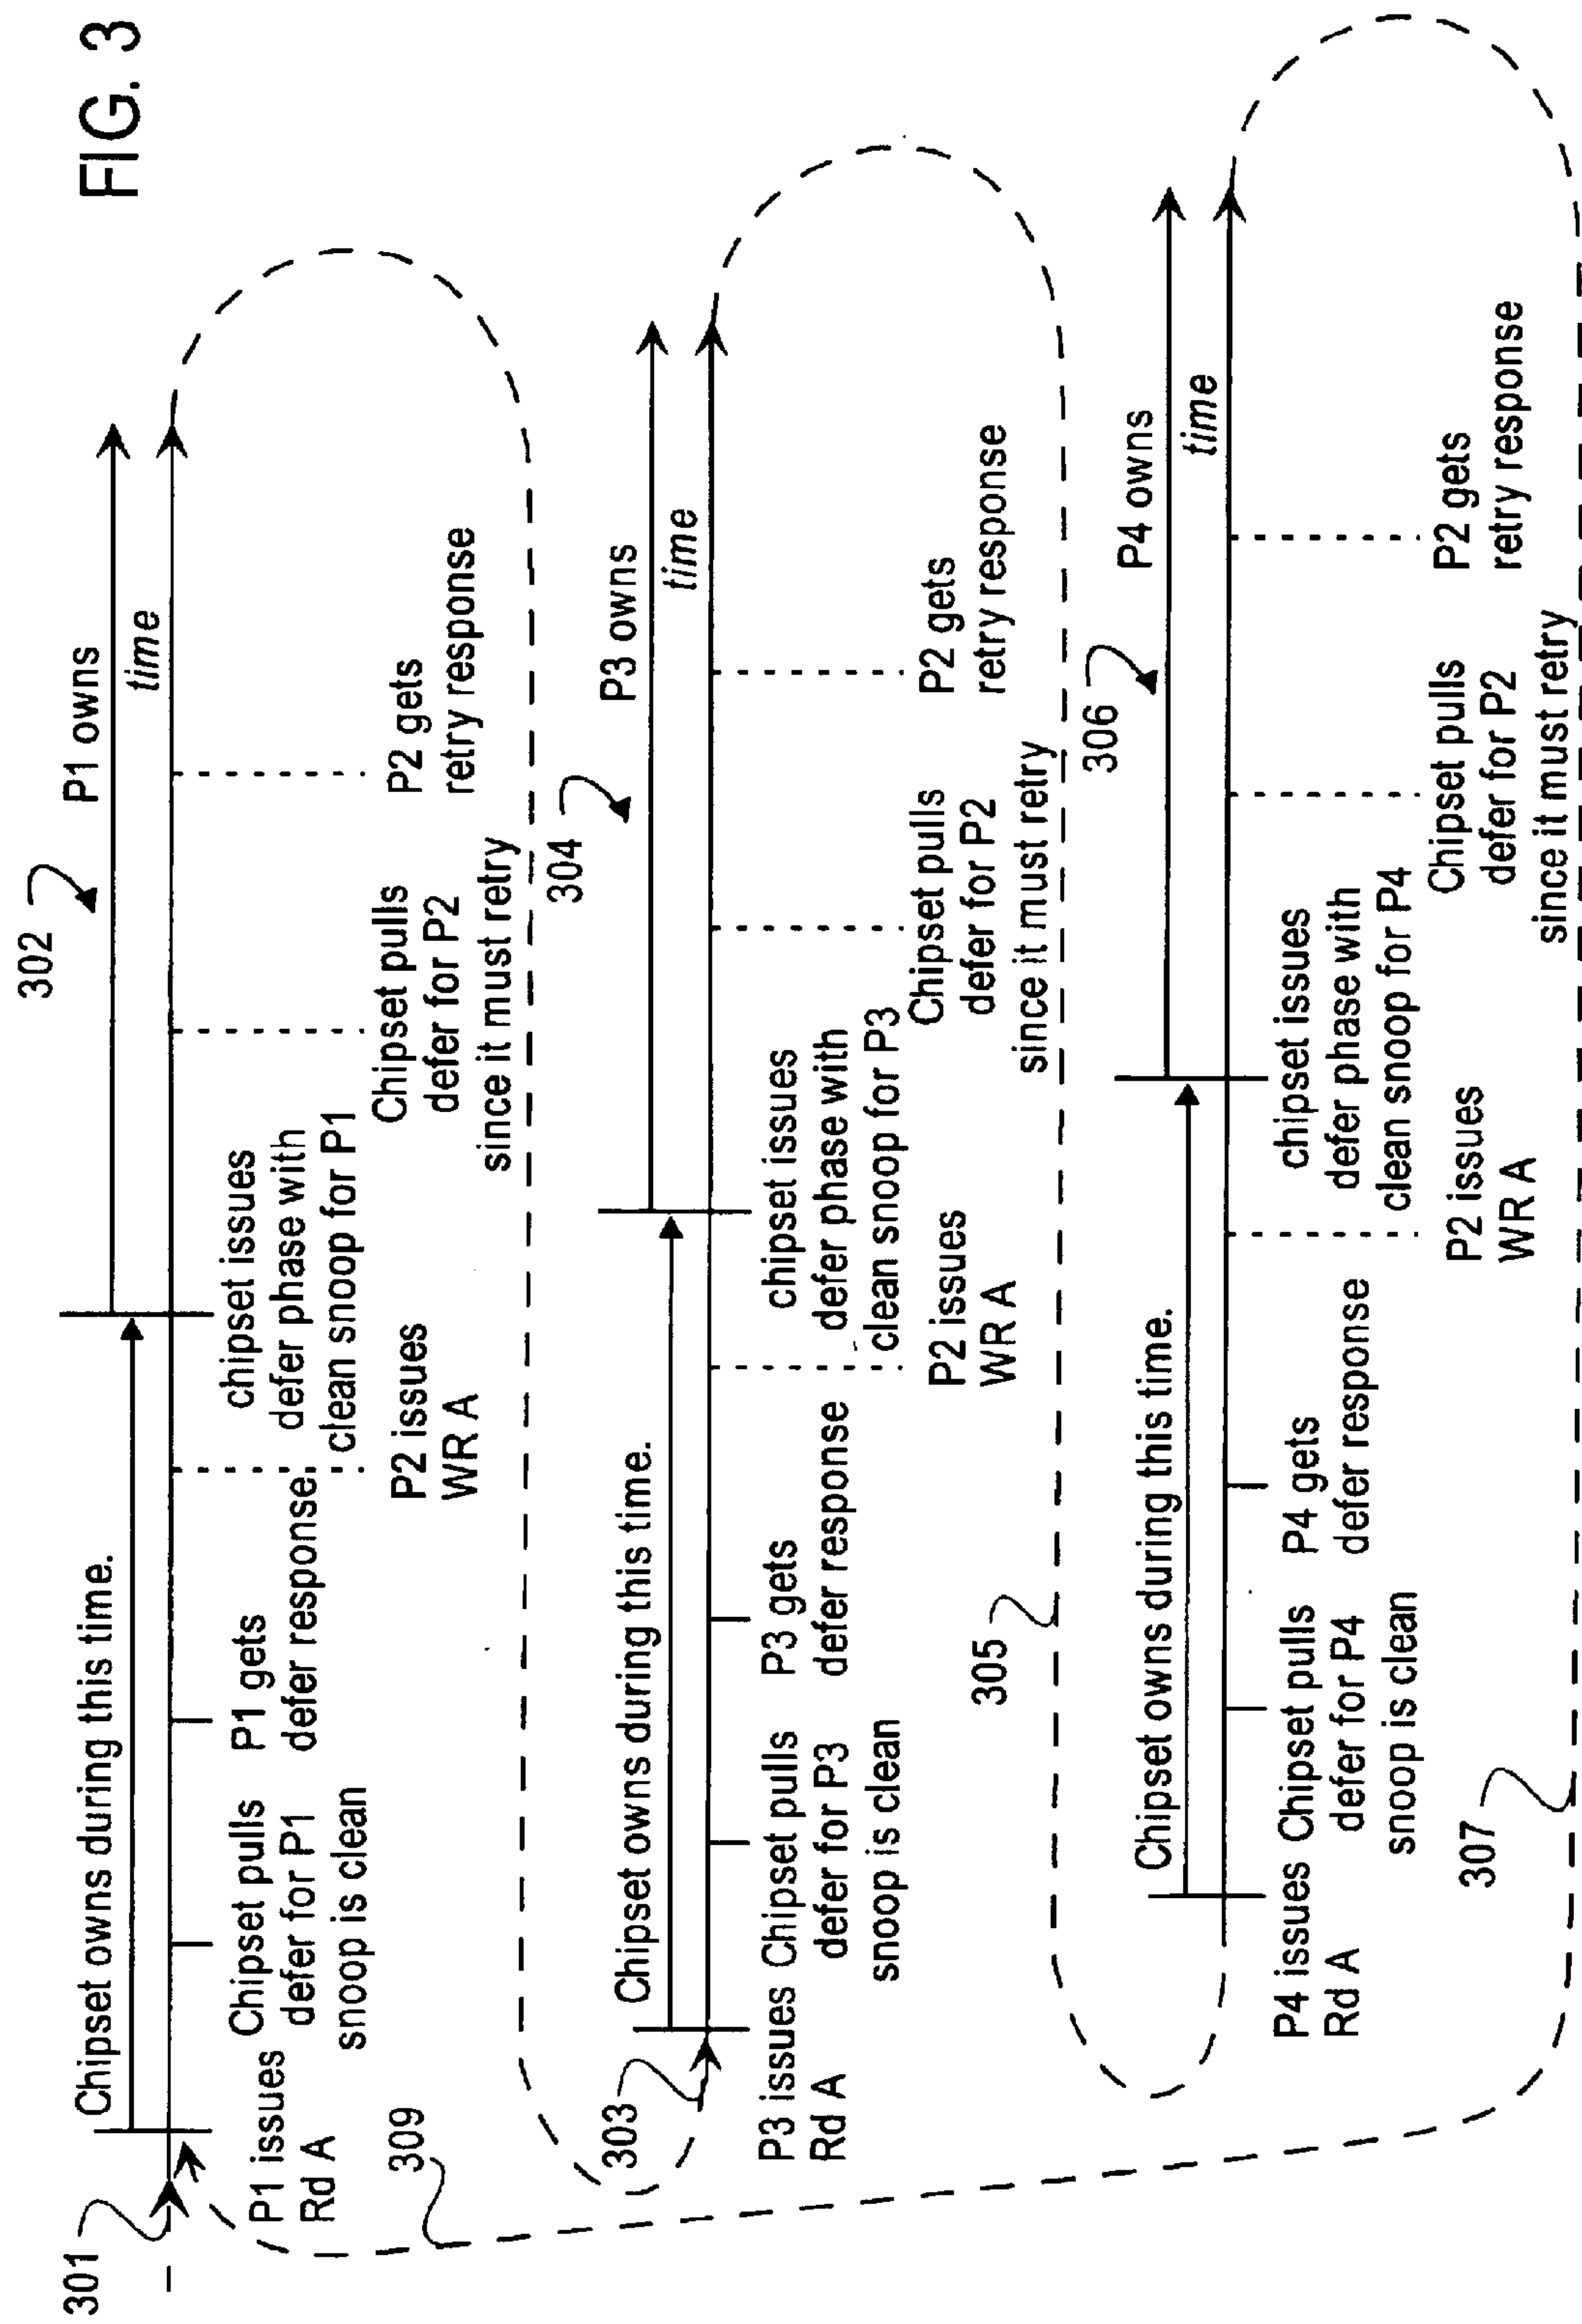 FIG. 3
302
P1 owns
Chipset owns during this time.
time
301
P1 issues
Rd A
Chipset pulls
defer for P1
snoop is clean
P1 gets
defer response
P2 issues
WR A
chipset issues
defer phase with
clean snoop for P1
Chipset pulls
defer for P2
since it must retry
P2 gets
retry response
309
304
P3 owns
Chipset owns during this time.
time
303
P3 issues
Rd A
Chipset pulls
defer for P3
snoop is clean
P3 gets
defer response
P2 issues
WR A
chipset issues
defer phase with
clean snoop for P3
Chipset pulls
defer for P2
since it must retry
P2 gets
retry response
305
306
P4 owns
Chipset owns during this time.
time
P4 issues
Rd A
Chipset pulls
defer for P4
snoop is clean
P4 gets
defer response
P2 issues
WR A
chipset issues
defer phase with
clean snoop for P4
Chipset pulls
defer for P2
since it must retry
P2 gets
retry response
307